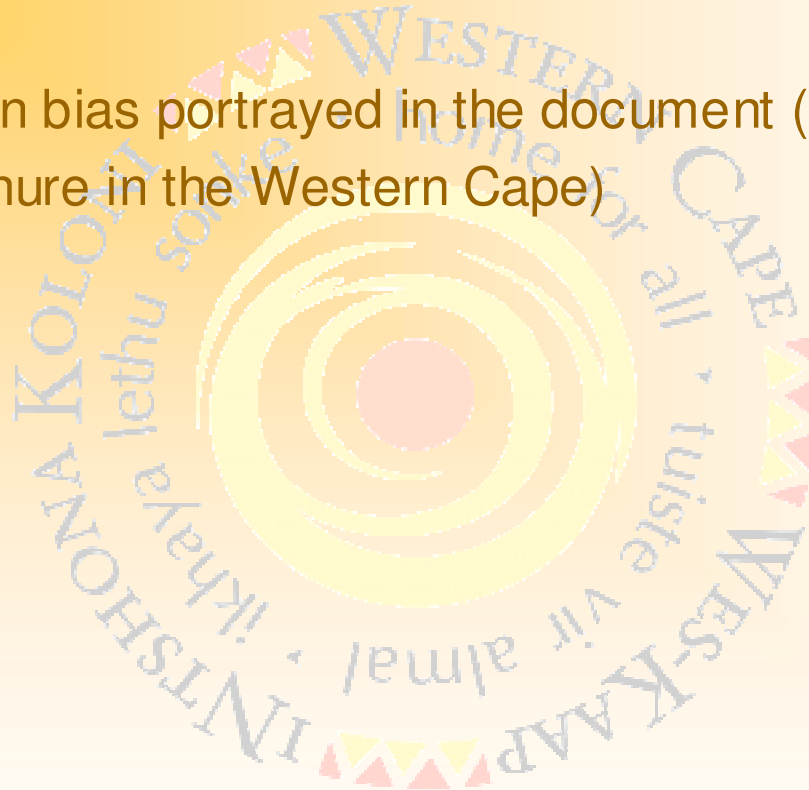 n bias portrayed in the document (
nure in the Western Cape)
WESTERN CAPE
home for all
WES-KAAP
tuiste vir almal
INTSHONA KOLONI
ikhaya lethu sonke